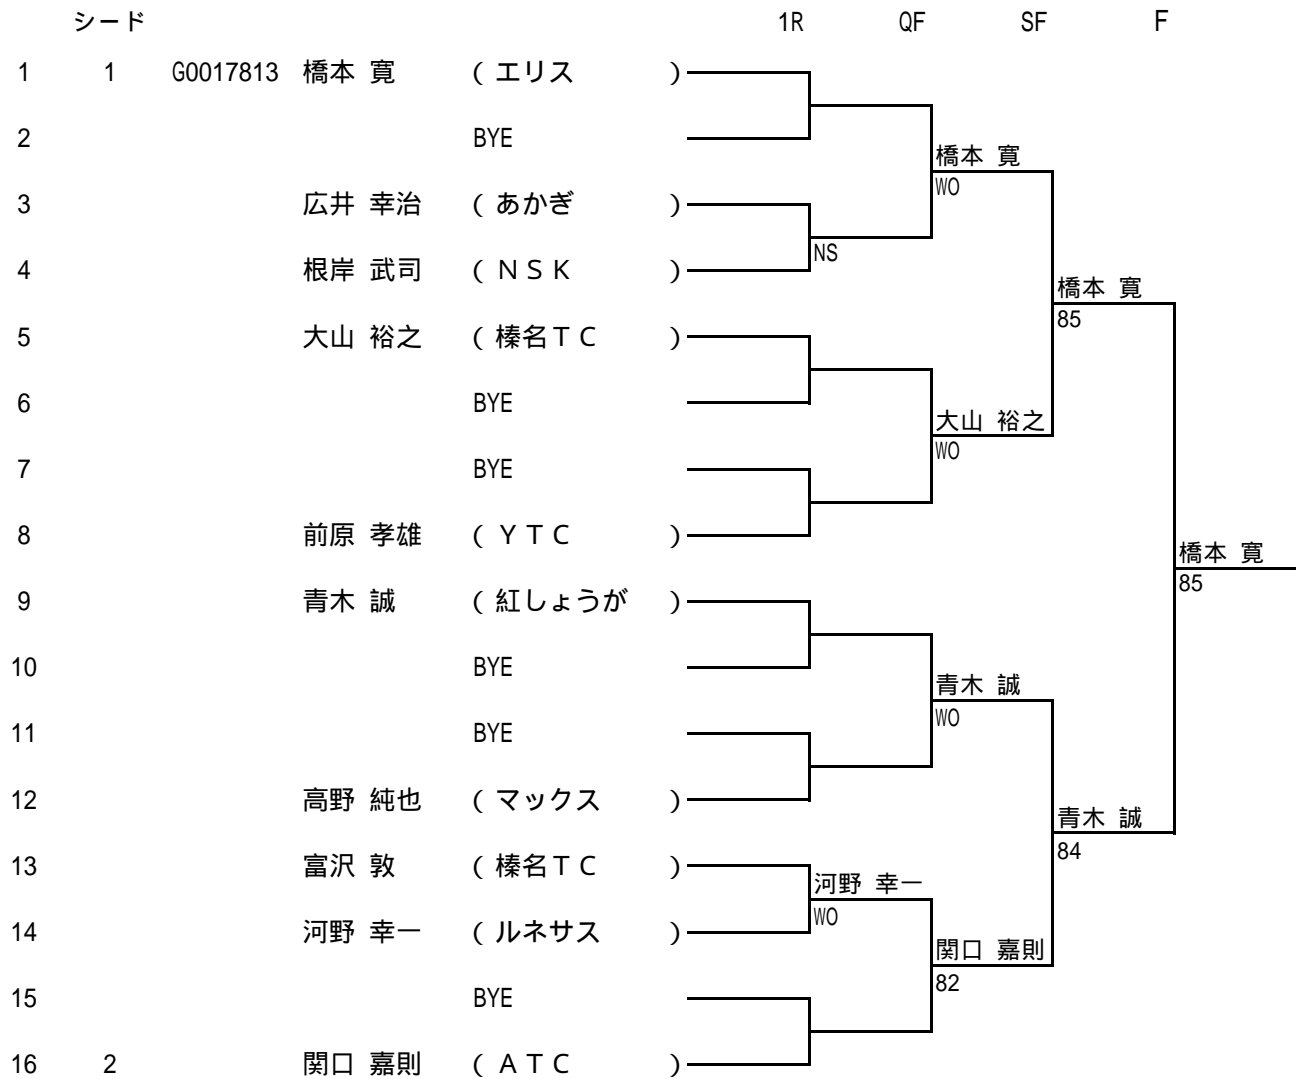 シード 1R QF SF F
1 1 G0017813 橋本 寛 ( エリス )
2 BYE
橋本 寛
WO
3 広井 幸治 ( あかぎ )
NS
4 根岸 武司 ( ＮＳＫ )
橋本 寛
85
5 大山 裕之 ( 榛名ＴＣ )
6 BYE
大山 裕之
WO
7 BYE
8 前原 孝雄 ( ＹＴＣ )
橋本 寛
85
9 青木 誠 ( 紅しょうが )
10 BYE
青木 誠
WO
11 BYE
12 高野 純也 ( マックス )
青木 誠
84
13 富沢 敦 ( 榛名ＴＣ )
河野 幸一
WO
14 河野 幸一 ( ルネサス )
関口 嘉則
82
15 BYE
16 2 関口 嘉則 ( ＡＴＣ )